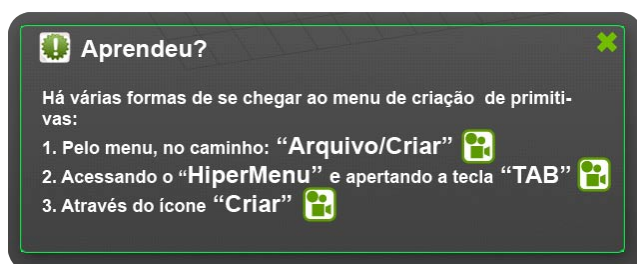 Aprendeu?
Há várias formas de se chegar ao menu de criação de primiti-
vas:
1. Pelo menu, no caminho: “Arquivo/Criar”
2. Acessando o “HiperMenu” e apertando a tecla “TAB”
3. Através do ícone “Criar”